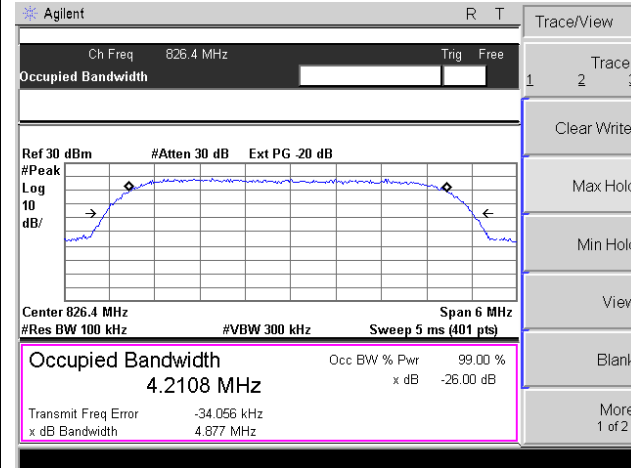 Agilent R T
Ch Freq 826.4 MHz Trig Free
Occupied Bandwidth
Ref 30 dBm #Atten 30 dB Ext PG -20 dB
#Peak
Log
10
dB/
Center 826.4 MHz Span 6 MHz
#Res BW 100 kHz #VBW 300 kHz Sweep 5 ms (401 pts)
Occupied Bandwidth Occ BW % Pwr 99.00 %
4.2108 MHz x dB -26.00 dB
Transmit Freq Error -34.056 kHz
x dB Bandwidth 4.877 MHz
Trace/View
Trace
1 2
Clear Write
Max Hold
Min Hold
View
Blank
More
1 of 2